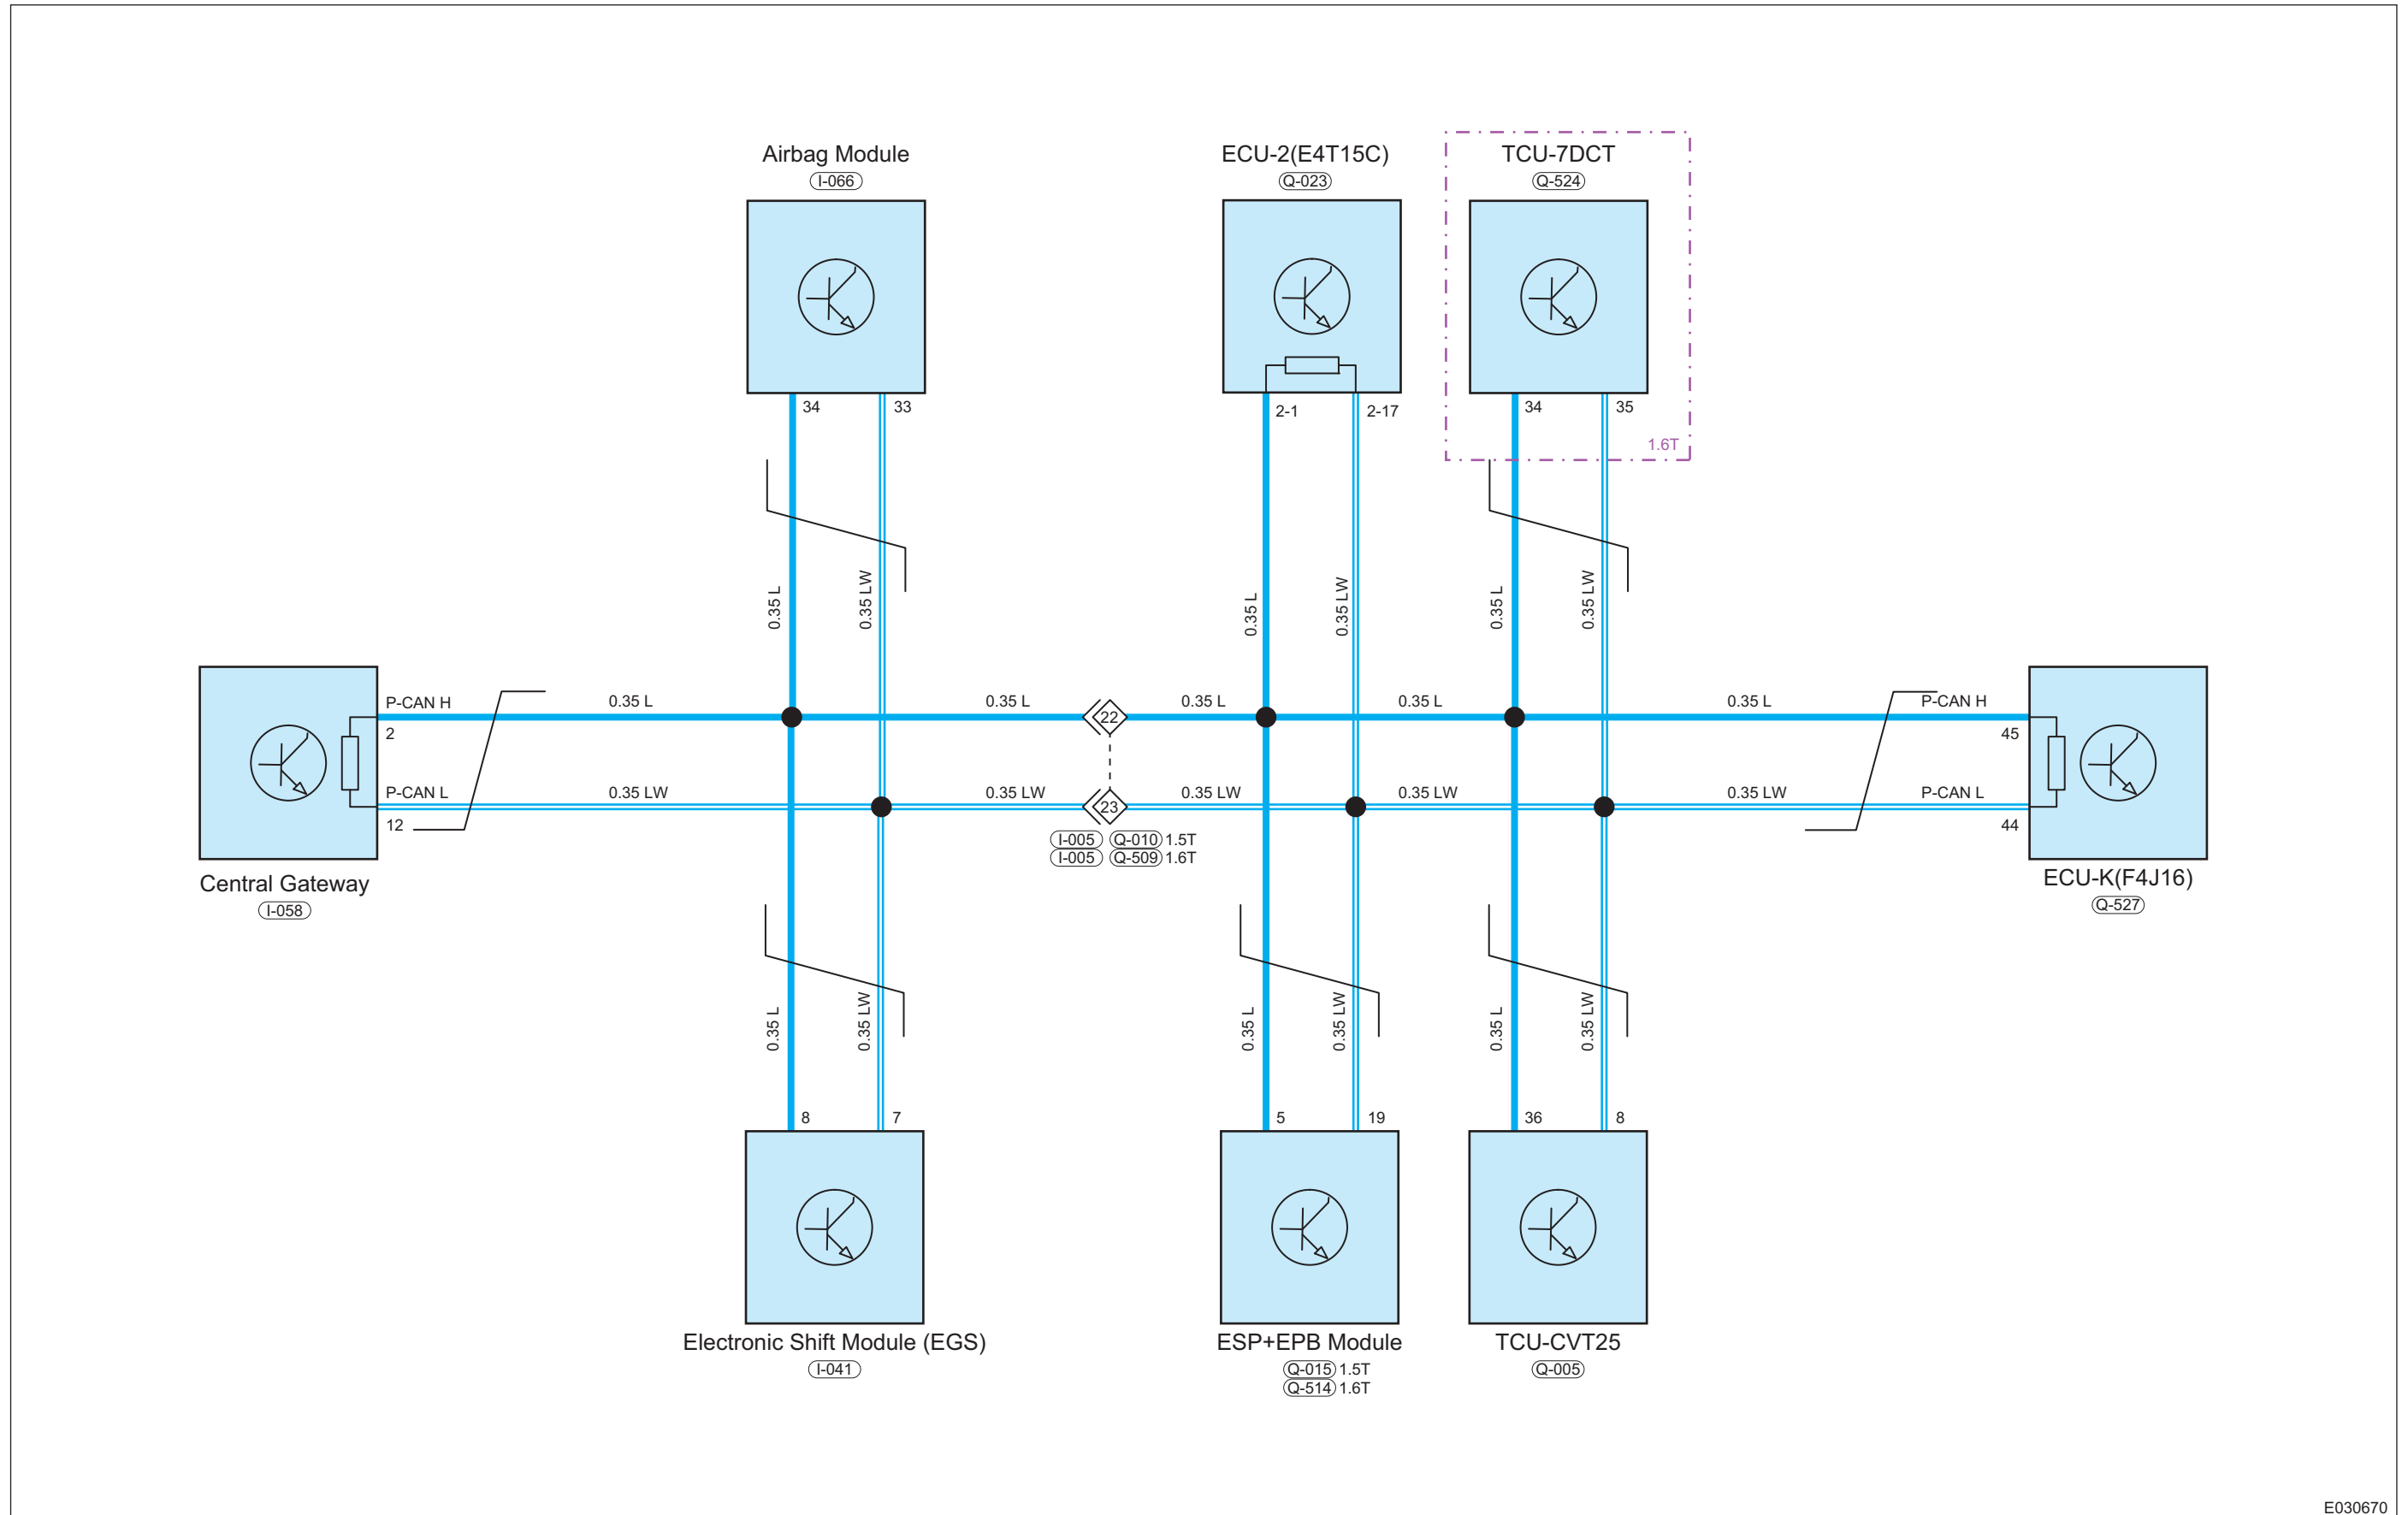 Airbag Module
I-066
ECU-2(E4T15C)
Q-023
TCU-7DCT
Q-524
34
33
2-1
2-17
34
35
1.6T
0.35 L
0.35 LW
0.35 L
0.35 LW
0.35 L
0.35 LW
P-CAN H
0.35 L
0.35 L
0.35 L
0.35 L
0.35 L
P-CAN H
2
22
45
P-CAN L
0.35 LW
0.35 LW
0.35 LW
0.35 LW
0.35 LW
P-CAN L
12
23
44
I-005 Q-010 1.5T
I-005 Q-509 1.6T
Central Gateway
I-058
ECU-K(F4J16)
Q-527
0.35 L
0.35 LW
0.35 L
0.35 LW
0.35 L
0.35 LW
8
7
5
19
36
8
Electronic Shift Module (EGS)
I-041
ESP+EPB Module
Q-015 1.5T
Q-514 1.6T
TCU-CVT25
Q-005
E030670